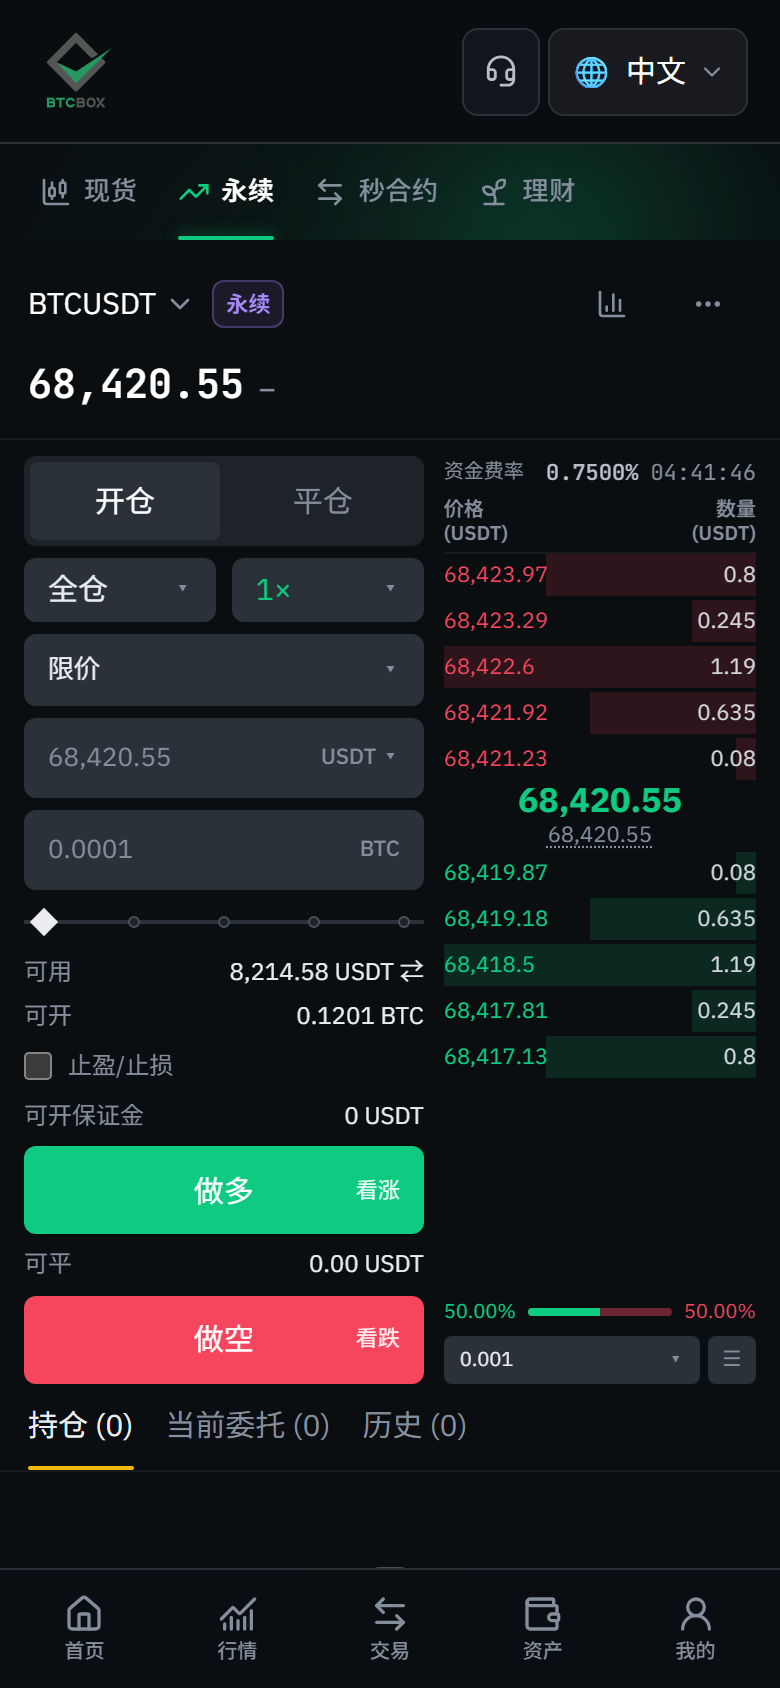 BTCBOX
中文
现货 永续 秒合约 理财
BTCUSDT 永续
68,420.55 –
开仓 平仓
全仓 1×
限价
68,420.55 USDT
0.0001 BTC
可用 8,214.58 USDT
可开 0.1201 BTC
止盈/止损
可开保证金 0 USDT
做多 看涨
可平 0.00 USDT
做空 看跌
资金费率 0.7500% 04:41:46
价格 数量
(USDT) (USDT)
68,423.97 0.8
68,423.29 0.245
68,422.6 1.19
68,421.92 0.635
68,421.23 0.08
68,420.55
68,420.55
68,419.87 0.08
68,419.18 0.635
68,418.5 1.19
68,417.81 0.245
68,417.13 0.8
50.00% 50.00%
0.001
持仓 (0) 当前委托 (0) 历史 (0)
首页 行情 交易 资产 我的